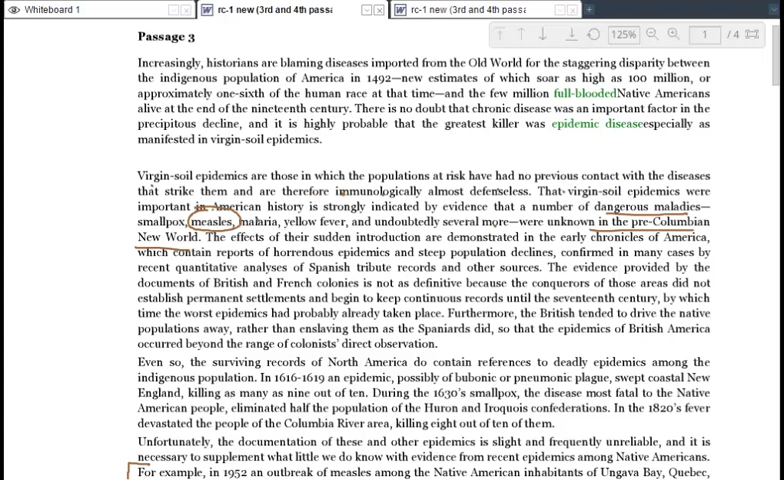 Whiteboard 1
rc-1 new (3rd and 4th passa
rc-1 new (3rd and 4th passa
125%
1
/ 4
Passage 3
Increasingly, historians are blaming diseases imported from the Old World for the staggering disparity between
the indigenous population of America in 1492—new estimates of which soar as high as 100 million, or
approximately one-sixth of the human race at that time—and the few million full-bloodedNative Americans
alive at the end of the nineteenth century. There is no doubt that chronic disease was an important factor in the
precipitous decline, and it is highly probable that the greatest killer was epidemic diseaseespecially as
manifested in virgin-soil epidemics.
Virgin-soil epidemics are those in which the populations at risk have had no previous contact with the diseases
that strike them and are therefore immunologically almost defenseless. That virgin-soil epidemics were
important in American history is strongly indicated by evidence that a number of dangerous maladies—
smallpox, measles, malaria, yellow fever, and undoubtedly several more—were unknown in the pre-Columbian
New World. The effects of their sudden introduction are demonstrated in the early chronicles of America,
which contain reports of horrendous epidemics and steep population declines, confirmed in many cases by
recent quantitative analyses of Spanish tribute records and other sources. The evidence provided by the
documents of British and French colonies is not as definitive because the conquerors of those areas did not
establish permanent settlements and begin to keep continuous records until the seventeenth century, by which
time the worst epidemics had probably already taken place. Furthermore, the British tended to drive the native
populations away, rather than enslaving them as the Spaniards did, so that the epidemics of British America
occurred beyond the range of colonists' direct observation.
Even so, the surviving records of North America do contain references to deadly epidemics among the
indigenous population. In 1616-1619 an epidemic, possibly of bubonic or pneumonic plague, swept coastal New
England, killing as many as nine out of ten. During the 1630's smallpox, the disease most fatal to the Native
American people, eliminated half the population of the Huron and Iroquois confederations. In the 1820's fever
devastated the people of the Columbia River area, killing eight out of ten of them.
Unfortunately, the documentation of these and other epidemics is slight and frequently unreliable, and it is
necessary to supplement what little we do know with evidence from recent epidemics among Native Americans.
For example, in 1952 an outbreak of measles among the Native American inhabitants of Ungava Bay, Quebec,